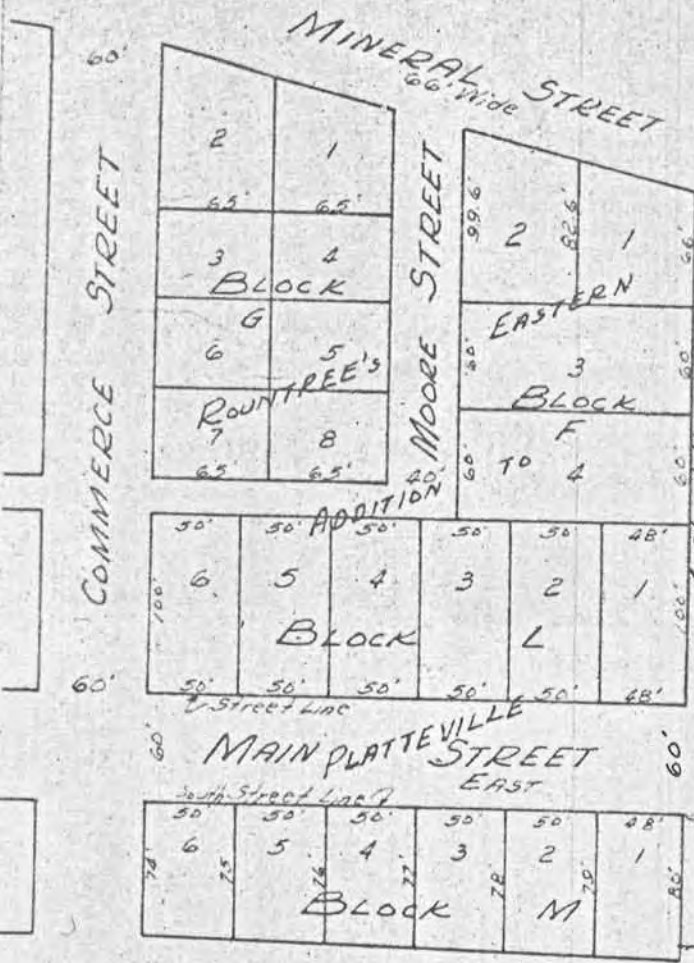 MINERAL STREET
66' Wide
60'
COMMERCE STREET
MOORE STREET
2 1
65' 65'
3 4
BLOCK
G
6 5
ROUNTREE'S
7 8
65 65'
40'
99.6' 82.6' 66'
2 1
EASTERN
60' 3 60'
BLOCK
F
60' TO 4 60'
ADDITION
50' 50' 50' 50' 50' 48'
6 5 4 3 2 1
100' 100'
BLOCK L
50' 50' 50' 50' 50' 48'
60'
Street Line
60' MAIN PLATTEVILLE STREET 60'
EAST
South Street Line
50' 50' 50' 50' 50' 48'
6 5 4 3 2 1
74' 75' 76' 77' 78' 79' 80'
BLOCK M